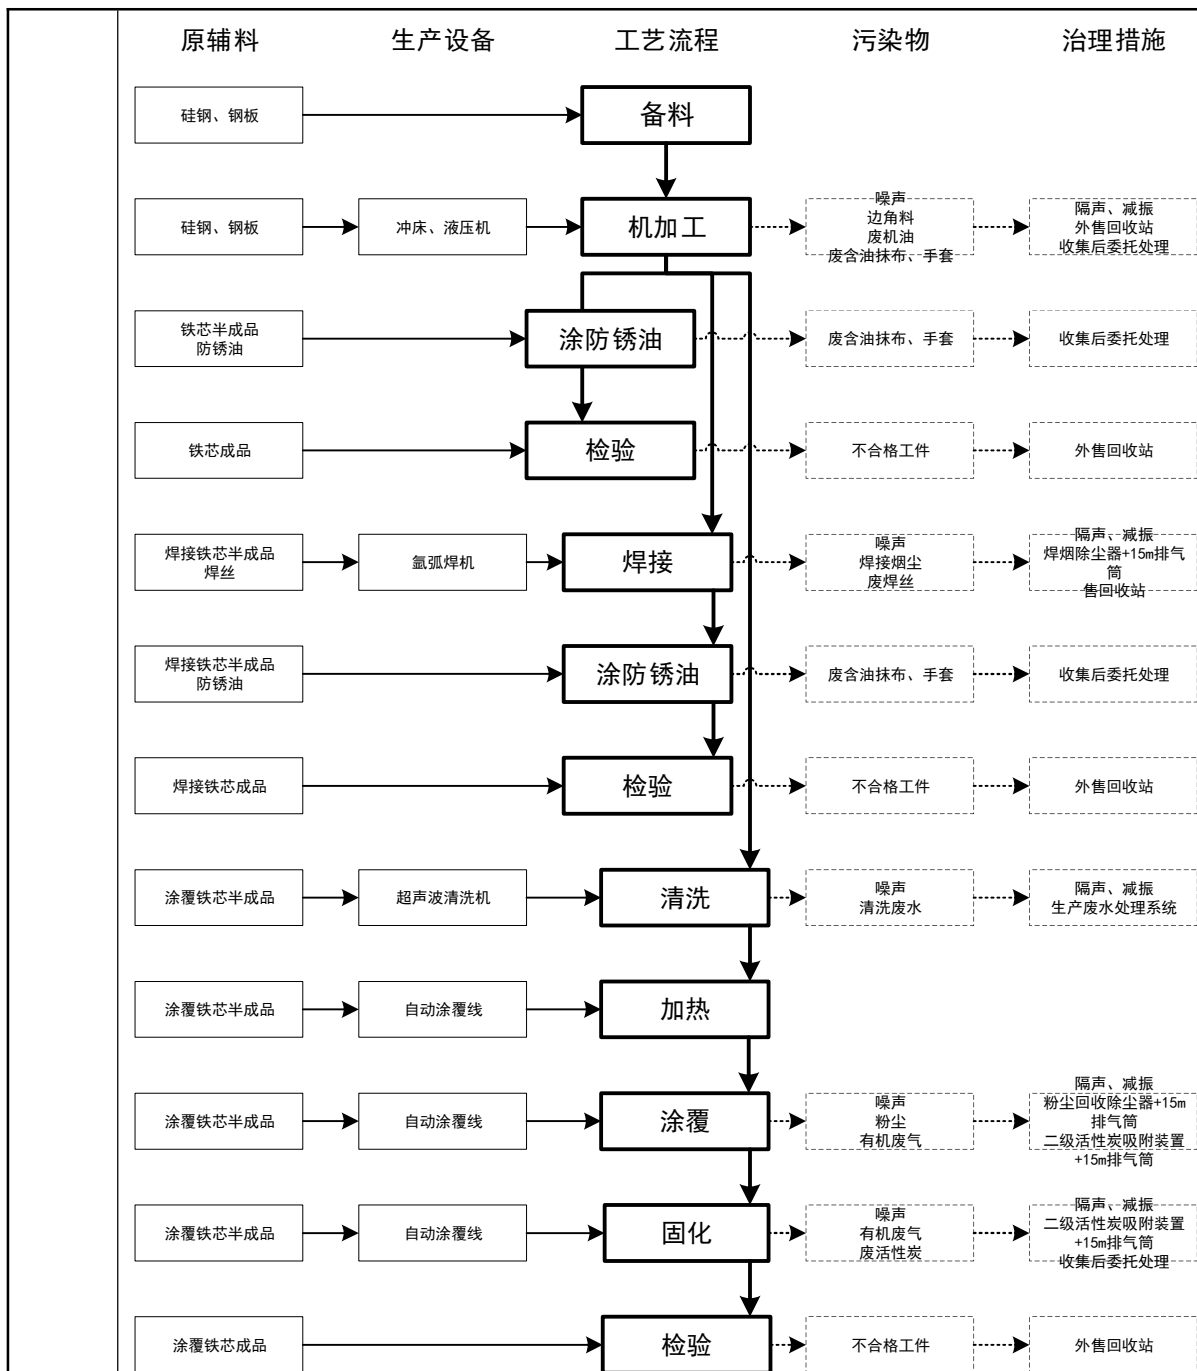 原辅料 生产设备 工艺流程 污染物 治理措施
硅钢、钢板
备料
硅钢、钢板
冲床、液压机
机加工
噪声
边角料
废机油
废含油抹布、手套
隔声、减振
外售回收站
收集后委托处理
铁芯半成品
防锈油
涂防锈油
废含油抹布、手套
收集后委托处理
铁芯成品
检验
不合格工件
外售回收站
焊接铁芯半成品
焊丝
氩弧焊机
焊接
噪声
焊接烟尘
废焊丝
隔声、减振
焊烟除尘器+15m排气
筒
售回收站
焊接铁芯半成品
防锈油
涂防锈油
废含油抹布、手套
收集后委托处理
焊接铁芯成品
检验
不合格工件
外售回收站
涂覆铁芯半成品
超声波清洗机
清洗
噪声
清洗废水
隔声、减振
生产废水处理系统
涂覆铁芯半成品
自动涂覆线
加热
涂覆铁芯半成品
自动涂覆线
涂覆
噪声
粉尘
有机废气
隔声、减振
粉尘回收除尘器+15m
排气筒
二级活性炭吸附装置
+15m排气筒
涂覆铁芯半成品
自动涂覆线
固化
噪声
有机废气
废活性炭
隔声、减振
二级活性炭吸附装置
+15m排气筒
收集后委托处理
涂覆铁芯成品
检验
不合格工件
外售回收站